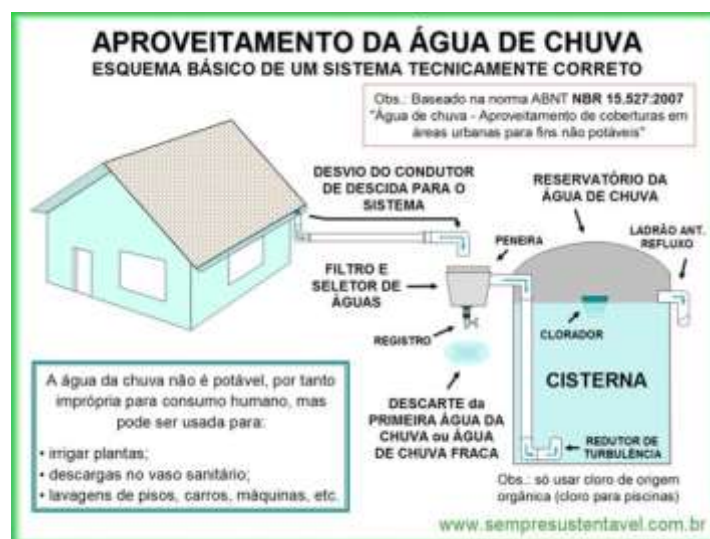 APROVEITAMENTO DA ÁGUA DE CHUVA
ESQUEMA BÁSICO DE UM SISTEMA TECNICAMENTE CORRETO
Obs.: Baseado na norma ABNT NBR 15.527:2007
"Água de chuva - Aproveitamento de coberturas em
áreas urbanas para fins não potáveis"
DESVIO DO CONDUTOR
DE DESCIDA PARA O
SISTEMA
RESERVATÓRIO DA
ÁGUA DE CHUVA
LADRÃO ANT.
REFLUXO
PENEIRA
FILTRO E
SELETOR DE
ÁGUAS
REGISTRO
CLORADOR
CISTERNA
DESCARTE da
PRIMEIRA ÁGUA DA
CHUVA ou ÁGUA
DE CHUVA FRACA
REDUTOR DE
TURBULÊNCIA
A água da chuva não é potável, por tanto
imprópria para consumo humano, mas
pode ser usada para:
• irrigar plantas;
• descargas no vaso sanitário;
• lavagens de pisos, carros, máquinas, etc.
Obs.: só usar cloro de origem
orgânica (cloro para piscinas)
www.sempresustentavel.com.br